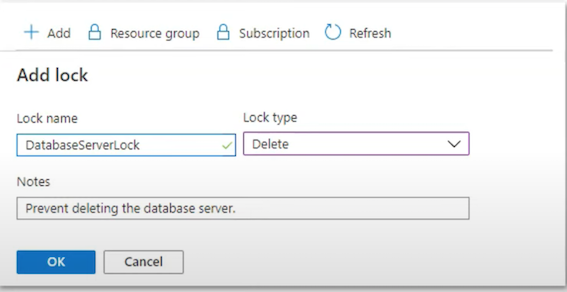 Add Resource group Subscription Refresh
Add lock
Lock name Lock type
DatabaseServerLock Delete
Notes
Prevent deleting the database server.
OK Cancel